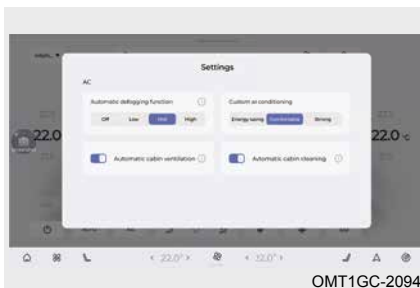 Settings
AC
Automatic defogging function
Custom air conditioning
Off Low Mid High
Energy saving Comfortable Strong
22.0
22.0
Automatic cabin ventilation
Automatic cabin cleaning
22.0°
22.0°
OMT1GC-2094